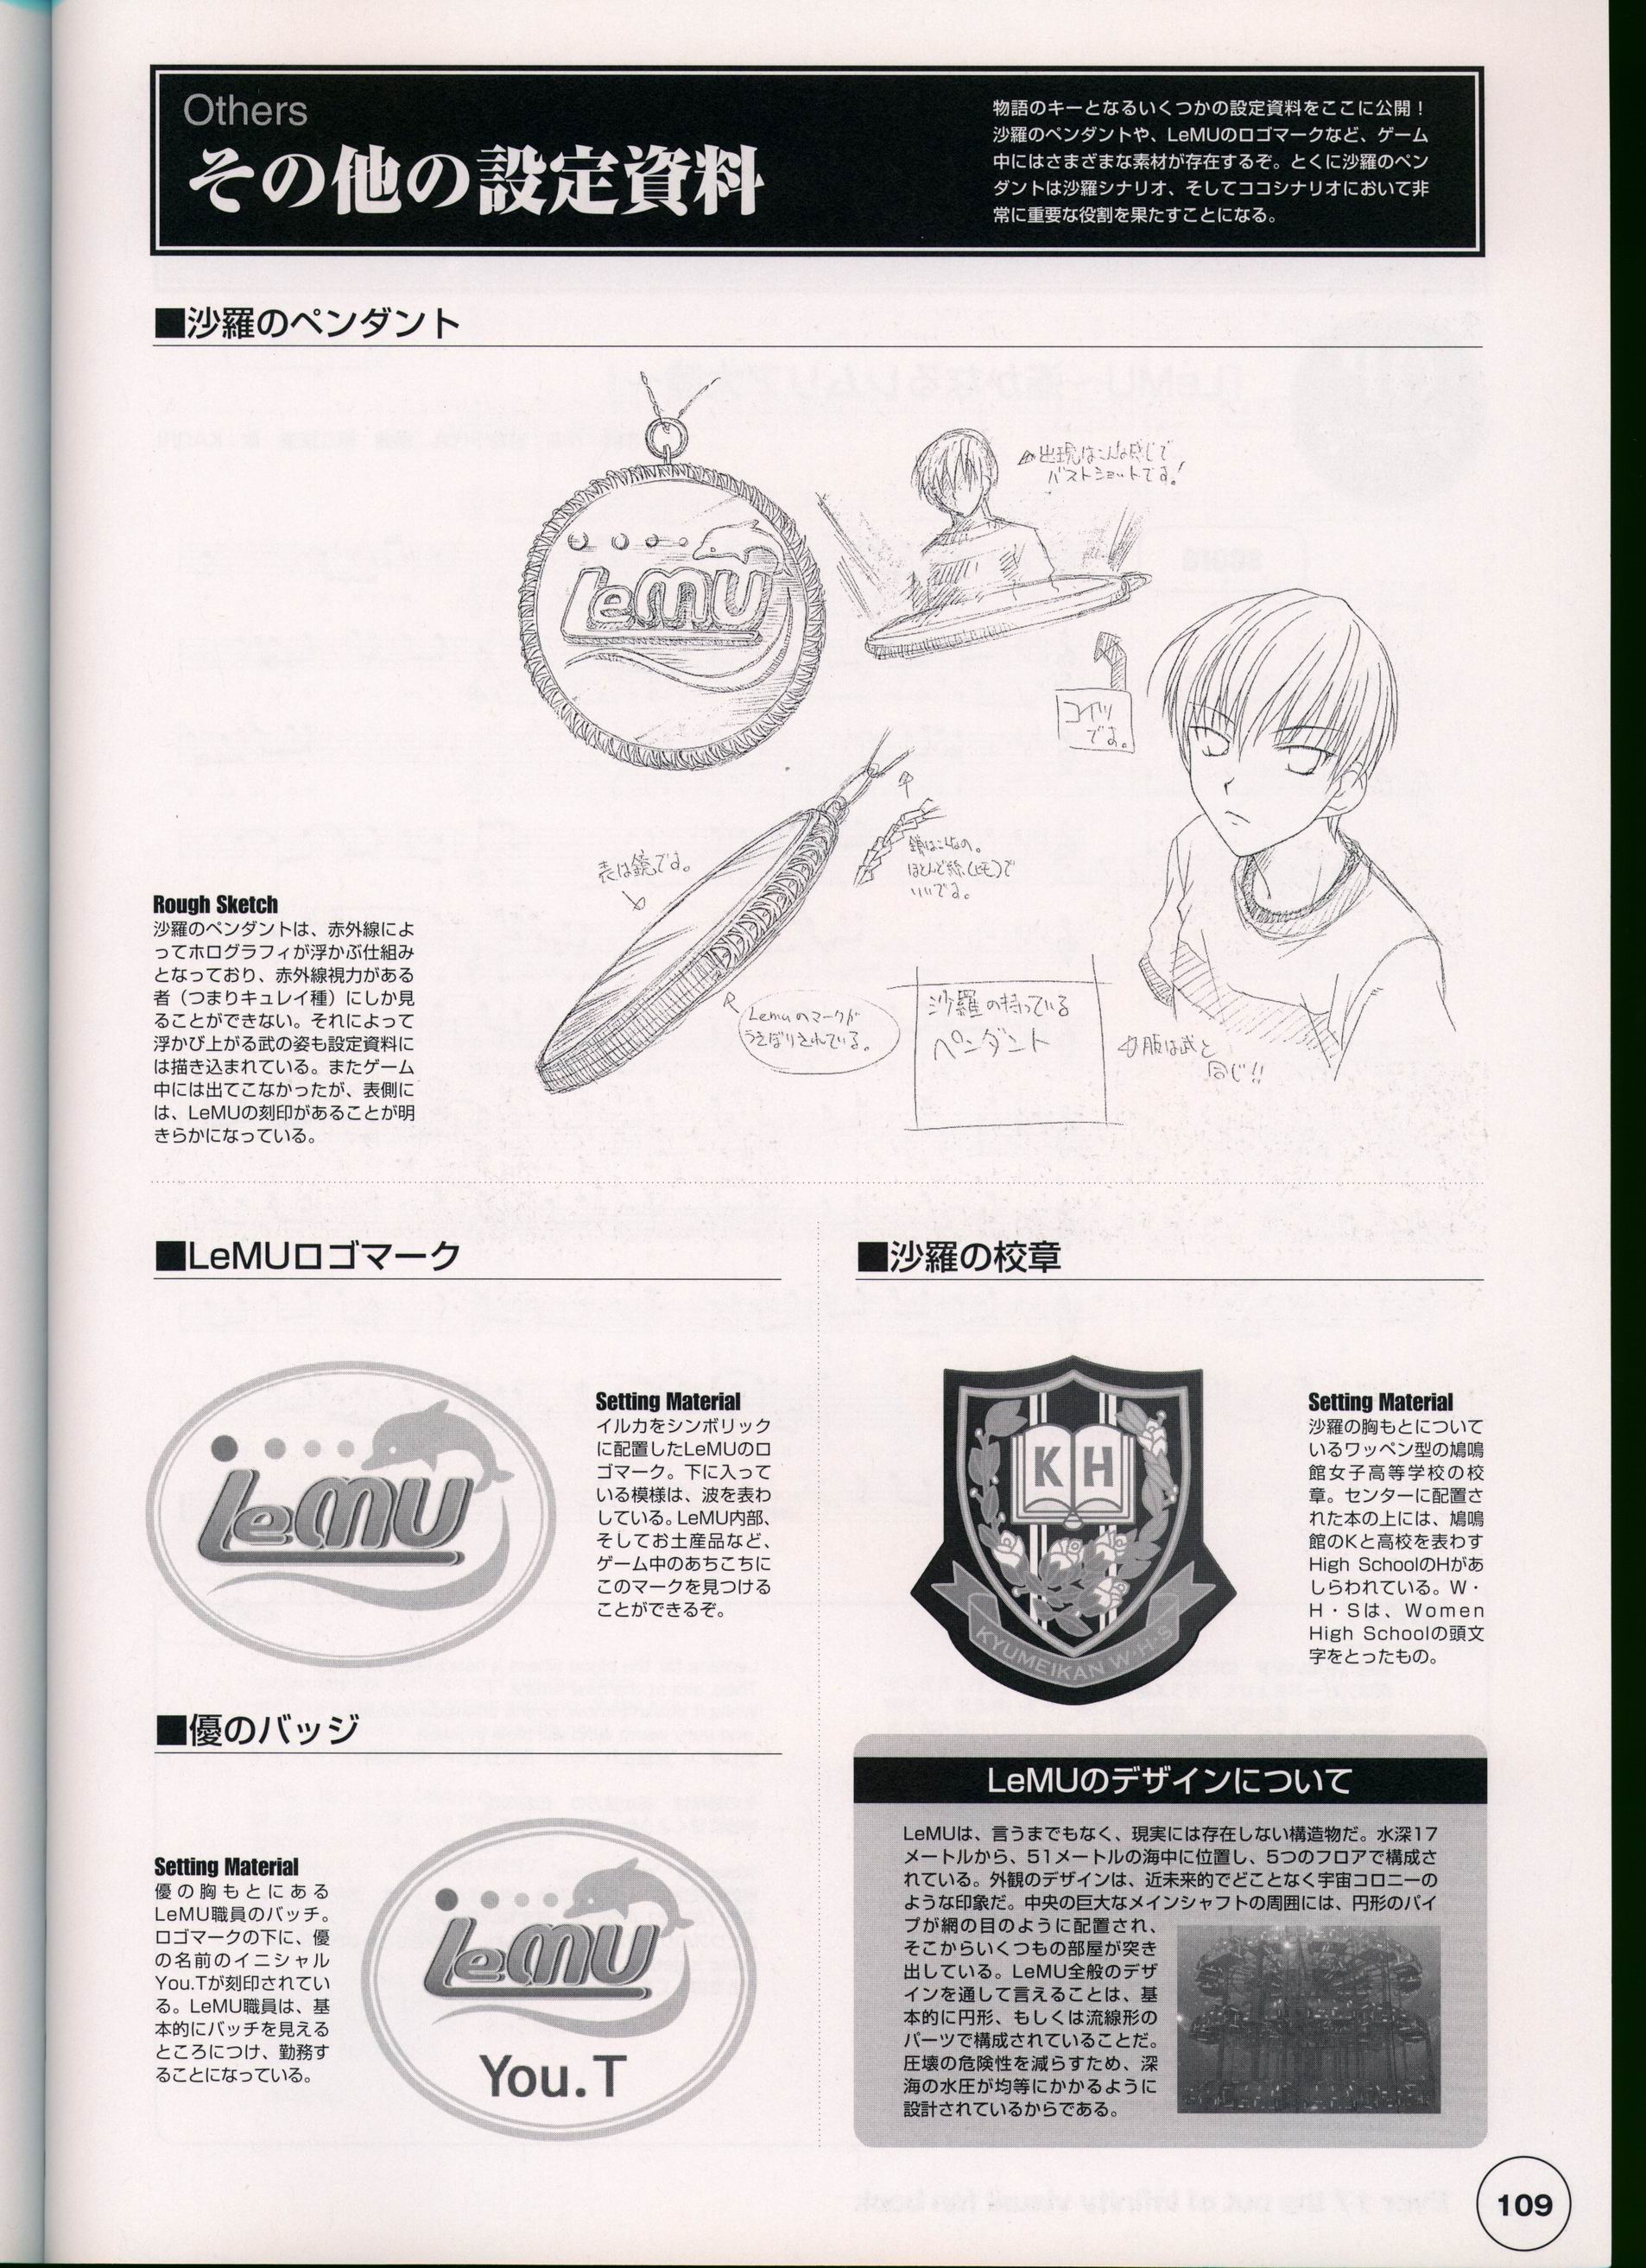 Others
その他の設定資料
物語のキーとなるいくつかの設定資料をここに公開！
沙羅のペンダントや、LeMUのロゴマークなど、ゲーム
中にはさまざまな素材が存在するぞ。とくに沙羅のペン
ダントは沙羅シナリオ、そしてココシナリオにおいて非
常に重要な役割を果たすことになる。
■沙羅のペンダント
LeMU
出現はこんな感じで
バストショットです！
コイツ
です。
表は鏡です。
鎖はこんなの。
ほとんど糸(ヒモ)で
いいです。
Lemuのマークが
うきぼりされている。
沙羅の持っている
ペンダント
服は武と
同じ!!
Rough Sketch
沙羅のペンダントは、赤外線によ
ってホログラフィが浮かぶ仕組み
となっており、赤外線視力がある
者（つまりキュレイ種）にしか見
ることができない。それによって
浮かび上がる武の姿も設定資料に
は描き込まれている。またゲーム
中には出てこなかったが、表側に
は、LeMUの刻印があることが明
きらかになっている。
■LeMUロゴマーク
LeMU
Setting Material
イルカをシンボリック
に配置したLeMUのロ
ゴマーク。下に入って
いる模様は、波を表わ
している。LeMU内部、
そしてお土産品など、
ゲーム中のあちこちに
このマークを見つける
ことができるぞ。
■沙羅の校章
K H
KYUMEIKAN W·H·S
Setting Material
沙羅の胸もとについて
いるワッペン型の鳩鳴
館女子高等学校の校
章。センターに配置さ
れた本の上には、鳩鳴
館のKと高校を表わす
High SchoolのHがあ
しらわれている。W・
H・Sは、Women
High Schoolの頭文
字をとったもの。
■優のバッジ
Setting Material
優の胸もとにある
LeMU職員のバッチ。
ロゴマークの下に、優
の名前のイニシャル
You.Tが刻印されてい
る。LeMU職員は、基
本的にバッチを見える
ところにつけ、勤務す
ることになっている。
LeMU
You.T
LeMUのデザインについて
LeMUは、言うまでもなく、現実には存在しない構造物だ。水深17
メートルから、51メートルの海中に位置し、5つのフロアで構成さ
れている。外観のデザインは、近未来的でどことなく宇宙コロニーの
ような印象だ。中央の巨大なメインシャフトの周囲には、円形のパイ
プが網の目のように配置され、
そこからいくつもの部屋が突き
出している。LeMU全般のデザ
インを通して言えることは、基
本的に円形、もしくは流線形の
パーツで構成されていることだ。
圧壊の危険性を減らすため、深
海の水圧が均等にかかるように
設計されているからである。
109